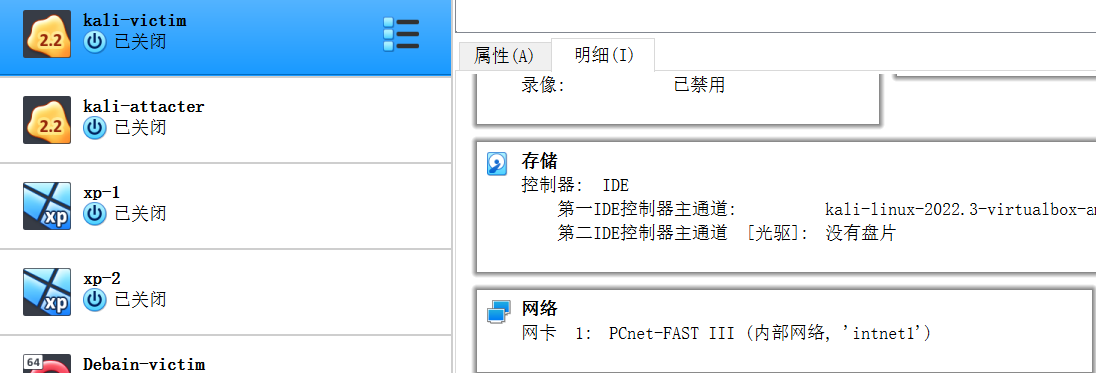 kali-victim
2.2
已关闭
kali-attacter
2.2
已关闭
xp-1
xp
已关闭
xp-2
xp
已关闭
64
Debain-victim
属性(A)
明细(I)
录像: 已禁用
存储
控制器: IDE
第一IDE控制器主通道: kali-linux-2022.3-virtualbox-a
第二IDE控制器主通道 [光驱]: 没有盘片
网络
网卡 1: PCnet-FAST III (内部网络, 'intnet1')